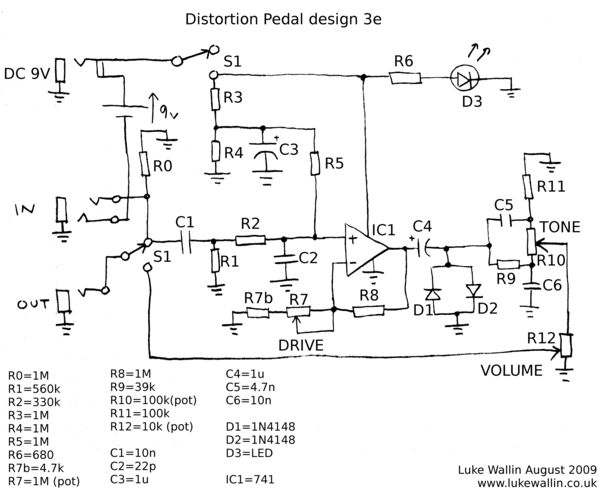 Distortion Pedal design 3e
DC 9V
S1
R6
D3
R3
9v
R4
C3
R5
R0
IN
C1
R2
IC1
C4
C5
R11
TONE
S1
R1
C2
+
-
+
+
R9
R10
C6
OUT
R7b
R7
R8
D1
D2
DRIVE
R12
VOLUME
R0=1M
R1=560k
R2=330k
R3=1M
R4=1M
R5=1M
R6=680
R7b=4.7k
R7=1M (pot)
R8=1M
R9=39k
R10=100k(pot)
R11=100k
R12=10k (pot)
C1=10n
C2=22p
C3=1u
C4=1u
C5=4.7n
C6=10n
D1=1N4148
D2=1N4148
D3=LED
IC1=741
Luke Wallin August 2009
www.lukewallin.co.uk